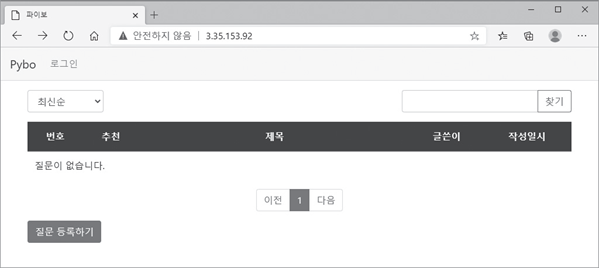 파이보
안전하지 않음 3.35.153.92
Pybo 로그인
최신순 찾기
번호 추천 제목 글쓴이 작성일시
질문이 없습니다.
이전 1 다음
질문 등록하기